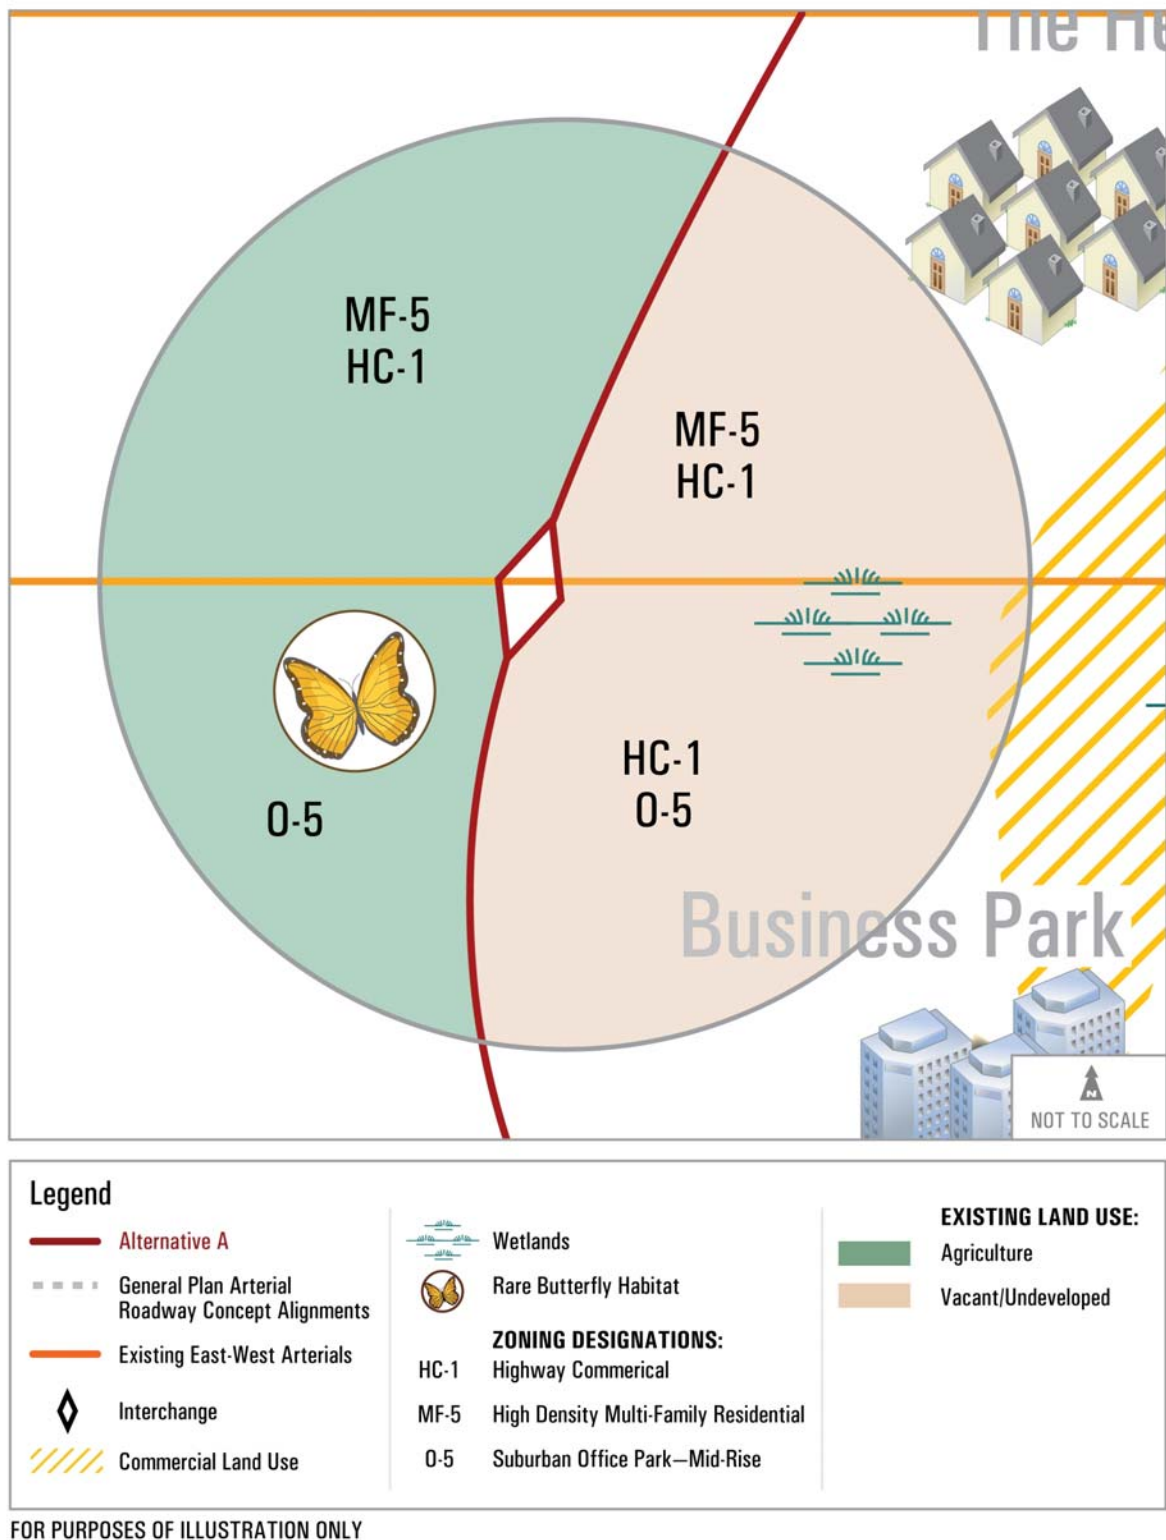 The He
MF-5
HC-1
MF-5
HC-1
HC-1
O-5
O-5
Business Park
N
NOT TO SCALE
Legend
Alternative A
General Plan Arterial
Roadway Concept Alignments
Existing East-West Arterials
Interchange
Commercial Land Use
Wetlands
Rare Butterfly Habitat
ZONING DESIGNATIONS:
HC-1 Highway Commerical
MF-5 High Density Multi-Family Residential
O-5 Suburban Office Park—Mid-Rise
EXISTING LAND USE:
Agriculture
Vacant/Undeveloped
FOR PURPOSES OF ILLUSTRATION ONLY